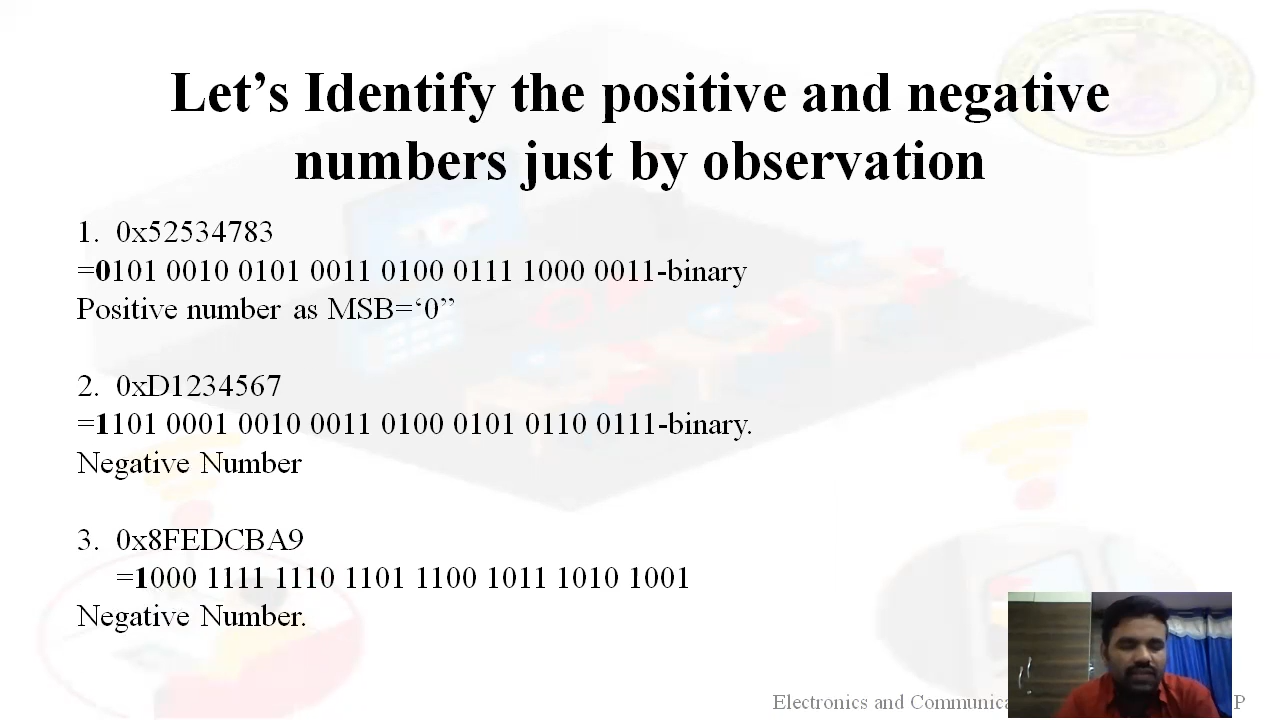 Let’s Identify the positive and negative
numbers just by observation
1. 0x52534783
=0101 0010 0101 0011 0100 0111 1000 0011-binary
Positive number as MSB=‘0”
2. 0xD1234567
=1101 0001 0010 0011 0100 0101 0110 0111-binary.
Negative Number
3. 0x8FEDCBA9
=1000 1111 1110 1101 1100 1011 1010 1001
Negative Number.
Electronics and P